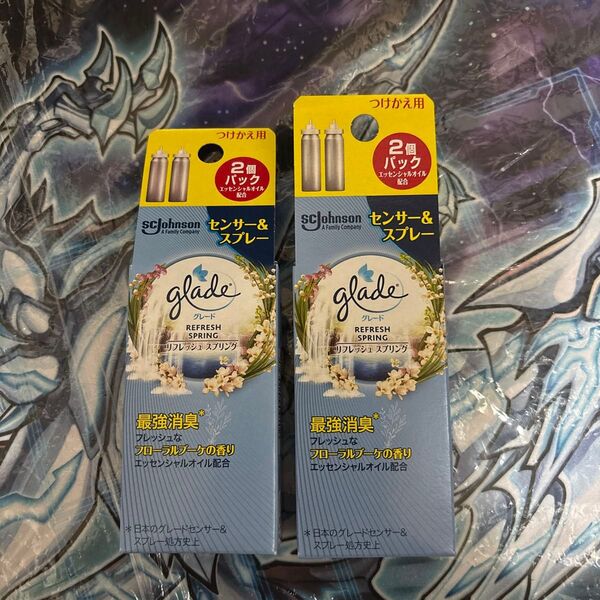 つけかえ用
2個
パック
エッセンシャルオイル
配合
SCJohnson
A Family Company
センサー&
スプレー
glade
グレード
REFRESH
SPRING
リフレッシュ スプリング
最強消臭*
フレッシュな
フローラルブーケの香り
エッセンシャルオイル配合
*日本のグレードセンサー&
スプレー処方史上
つけかえ用
2個
パック
エッセンシャルオイル
配合
SCJohnson
A Family Company
センサー&
スプレー
glade
グレード
REFRESH
SPRING
リフレッシュ スプリング
最強消臭*
フレッシュな
フローラルブーケの香り
エッセンシャルオイル配合
*日本のグレードセンサー&
スプレー処方史上